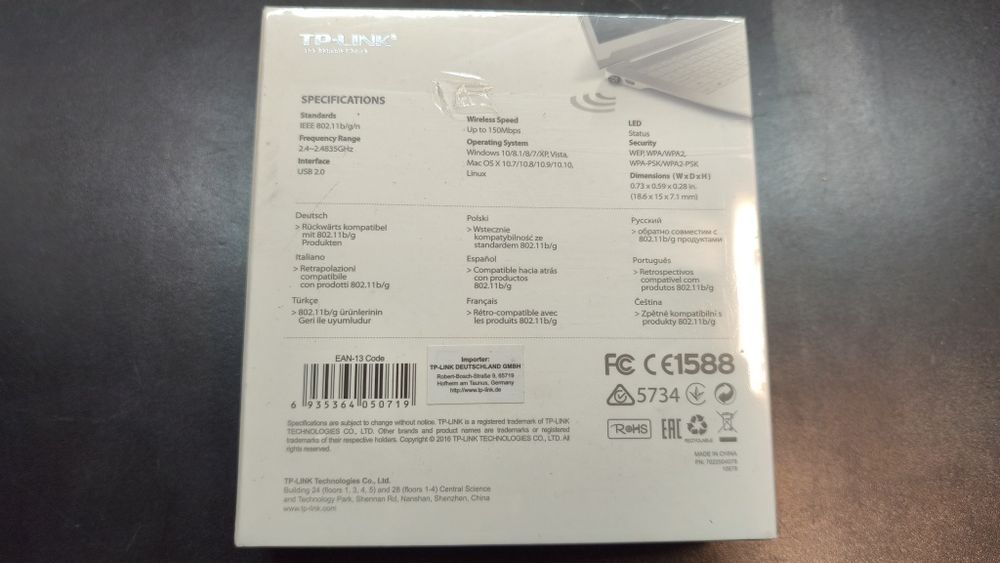 TP-LINK®
The Reliable Choice
SPECIFICATIONS
Standards
IEEE 802.11b/g/n
Frequency Range
2.4~2.4835GHz
Interface
USB 2.0
Wireless Speed
Up to 150Mbps
Operating System
Windows 10/8.1/8/7/XP, Vista,
Mac OS X 10.7/10.8/10.9/10.10,
Linux
LED
Status
Security
WEP, WPA/WPA2,
WPA-PSK/WPA2-PSK
Dimensions (W x D x H)
0.73 x 0.59 x 0.28 in.
(18.6 x 15 x 7.1 mm)
Deutsch
> Rückwärts kompatibel
mit 802.11b/g
Produkten
Polski
> Wstecznie
kompatybilność ze
standardem 802.11b/g
Русский
> обратно совместим с
802.11b/g продуктами
Italiano
> Retrapolazioni
compatibile
con prodotti 802.11b/g
Español
> Compatible hacia atrás
con productos
802.11b/g
Português
> Retrospectivos
compatível com
produtos 802.11b/g
Türkçe
> 802.11b/g ürünlerinin
Geri ile uyumludur
Français
> Rétro-compatible avec
les produits 802.11b/g
Čeština
> Zpětně kompatibilní s
produkty 802.11b/g
EAN-13 Code
6 935364 050719
Importer:
TP-LINK DEUTSCHLAND GMBH
Robert-Bosch-Straße 9, 65719
Hofheim am Taunus, Germany
http://www.tp-link.de
FC CE1588
5734
RoHS EAC
RECYCLABLE
Specifications are subject to change without notice. TP-LINK is a registered trademark of TP-LINK
TECHNOLOGIES CO., LTD. Other brands and product names are trademarks or registered
trademarks of their respective holders. Copyright © 2016 TP-LINK TECHNOLOGIES CO., LTD. All
rights reserved.
MADE IN CHINA
PN:
TP-LINK Technologies Co., Ltd.
Building 24 (floors 1, 3, 4, 5) and 28 (floors 1-4) Central Science
and Technology Park, Shennan Rd, Nanshan, Shenzhen, China
www.tp-link.com